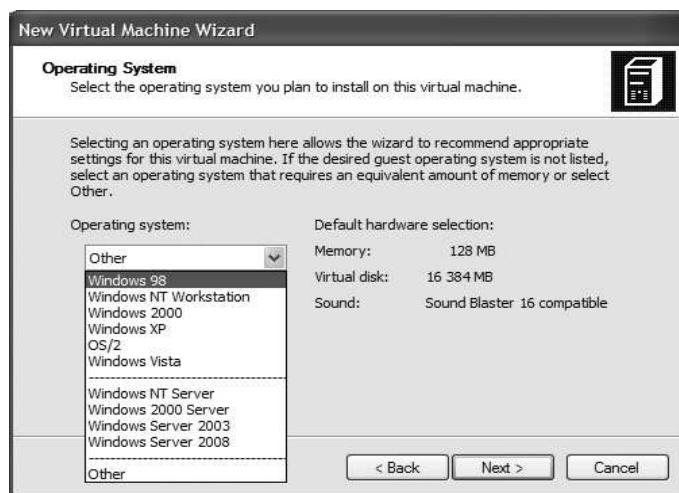 New Virtual Machine Wizard
Operating System
Select the operating system you plan to install on this virtual machine.
Selecting an operating system here allows the wizard to recommend appropriate
settings for this virtual machine. If the desired guest operating system is not listed,
select an operating system that requires an equivalent amount of memory or select
Other.
Operating system:
Other
Windows 98
Windows NT Workstation
Windows 2000
Windows XP
OS/2
Windows Vista
Windows NT Server
Windows 2000 Server
Windows Server 2003
Windows Server 2008
Other
Default hardware selection:
Memory: 128 MB
Virtual disk: 16 384 MB
Sound: Sound Blaster 16 compatible
< Back
Next >
Cancel